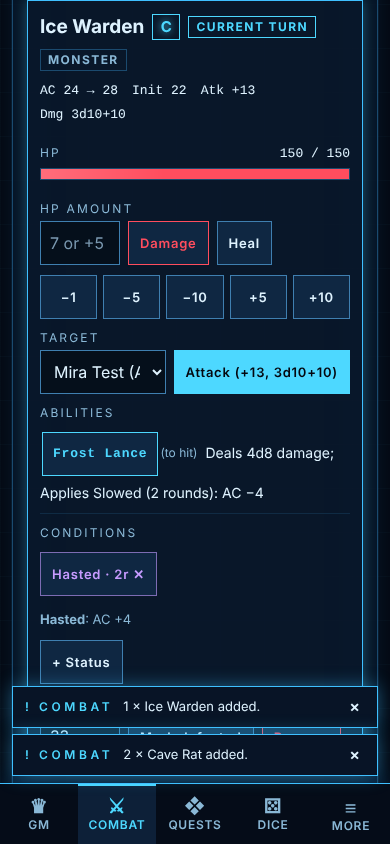 Ice Warden C CURRENT TURN
MONSTER
AC 24 → 28 Init 22 Atk +13
Dmg 3d10+10
HP 150 / 150
HP AMOUNT
7 or +5 Damage Heal
−1 −5 −10 +5 +10
TARGET
Mira Test (A Attack (+13, 3d10+10)
ABILITIES
Frost Lance (to hit) Deals 4d8 damage;
Applies Slowed (2 rounds): AC −4
CONDITIONS
Hasted · 2r ✕
Hasted: AC +4
+ Status
! COMBAT 1 × Ice Warden added. ×
! COMBAT 2 × Cave Rat added. ×
GM COMBAT QUESTS DICE MORE